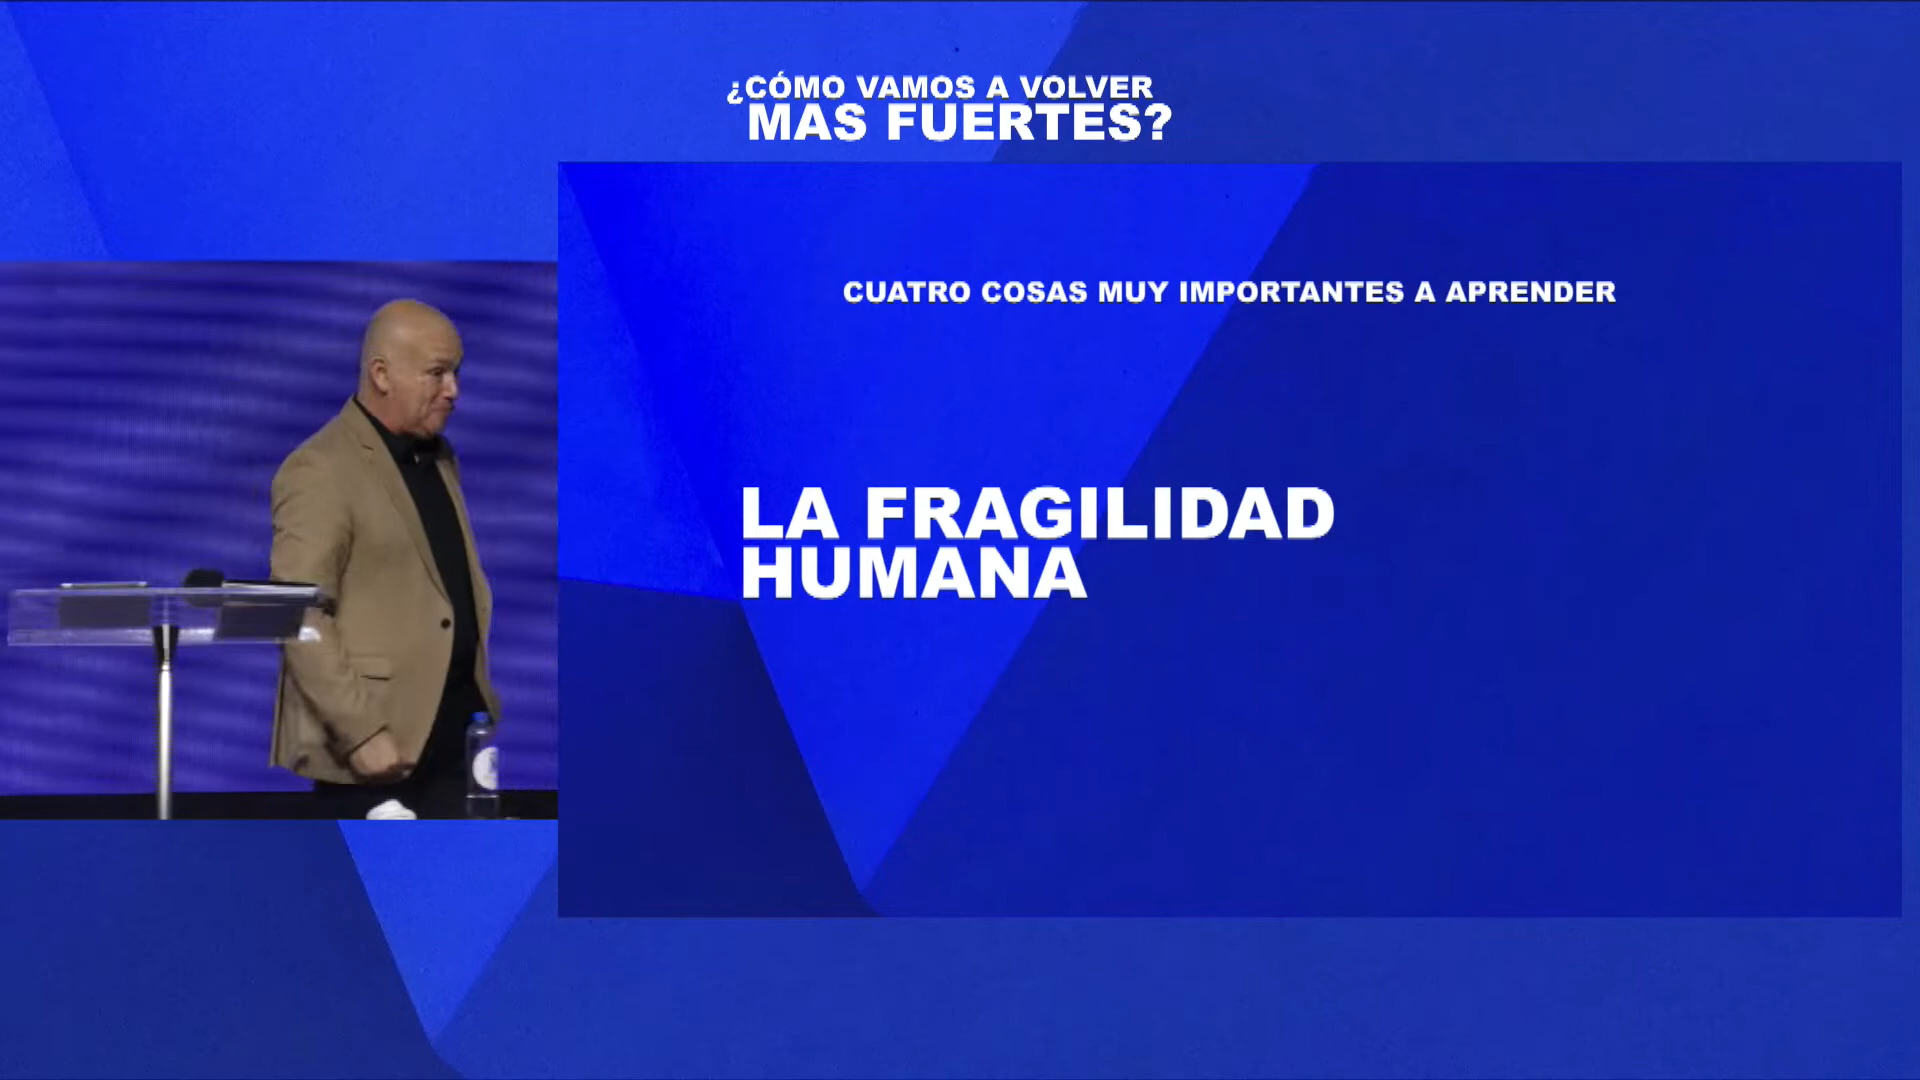 ¿CÓMO VAMOS A VOLVER
MAS FUERTES?
CUATRO COSAS MUY IMPORTANTES A APRENDER
LA FRAGILIDAD
HUMANA